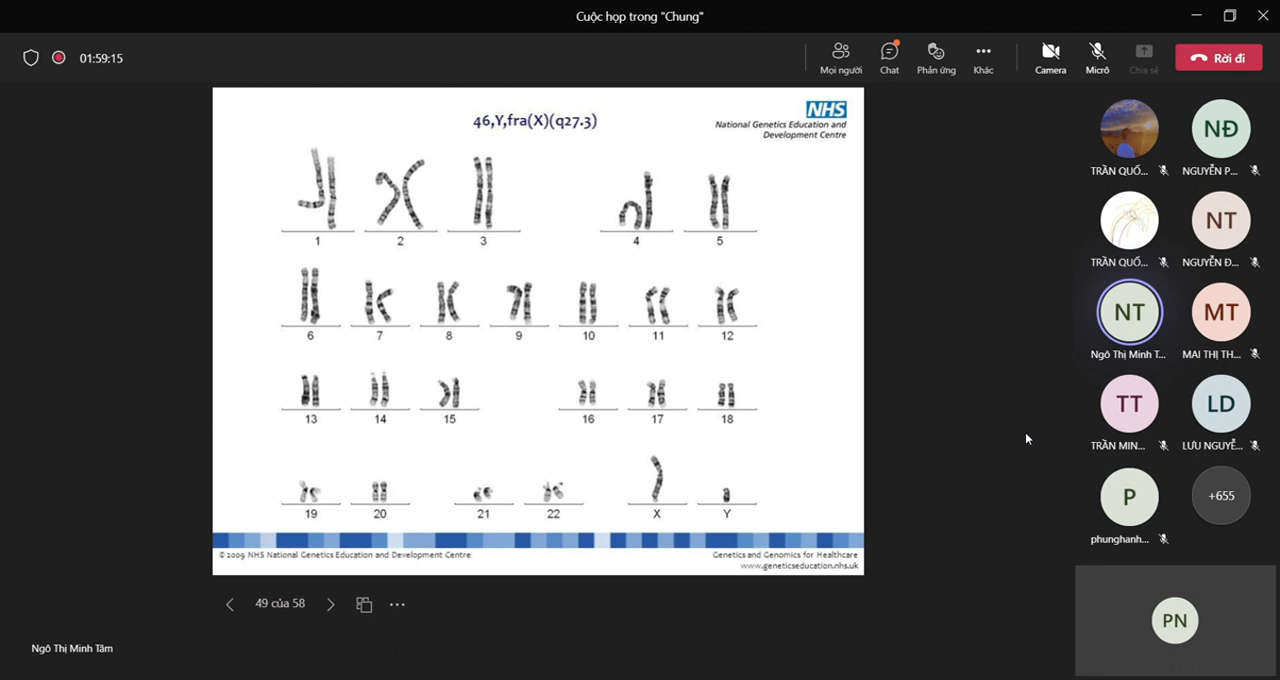 Cuộc họp trong "Chung"
01:59:15
Mọi người
Chat
Phản ứng
Khác
Camera
Micrô
Chia sẻ
Rời đi
46,Y,fra(X)(q27.3)
NHS
National Genetics Education and
Development Centre
1 2 3 4 5
6 7 8 9 10 11 12
13 14 15 16 17 18
19 20 21 22 X Y
©2009 NHS National Genetics Education and Development Centre
Genetics and Genomics for Healthcare
www.geneticseducation.nhs.uk
49 của 58
Ngô Thị Minh Tâm
NĐ
TRẦN QUỐ...
NGUYỄN P...
NT
TRẦN QUỐ...
NGUYỄN Đ...
NT
MT
Ngô Thị Minh T...
MAI THỊ TH...
TT
LD
TRẦN MIN...
LƯU NGUYỄ...
P
+655
phunghanh...
PN